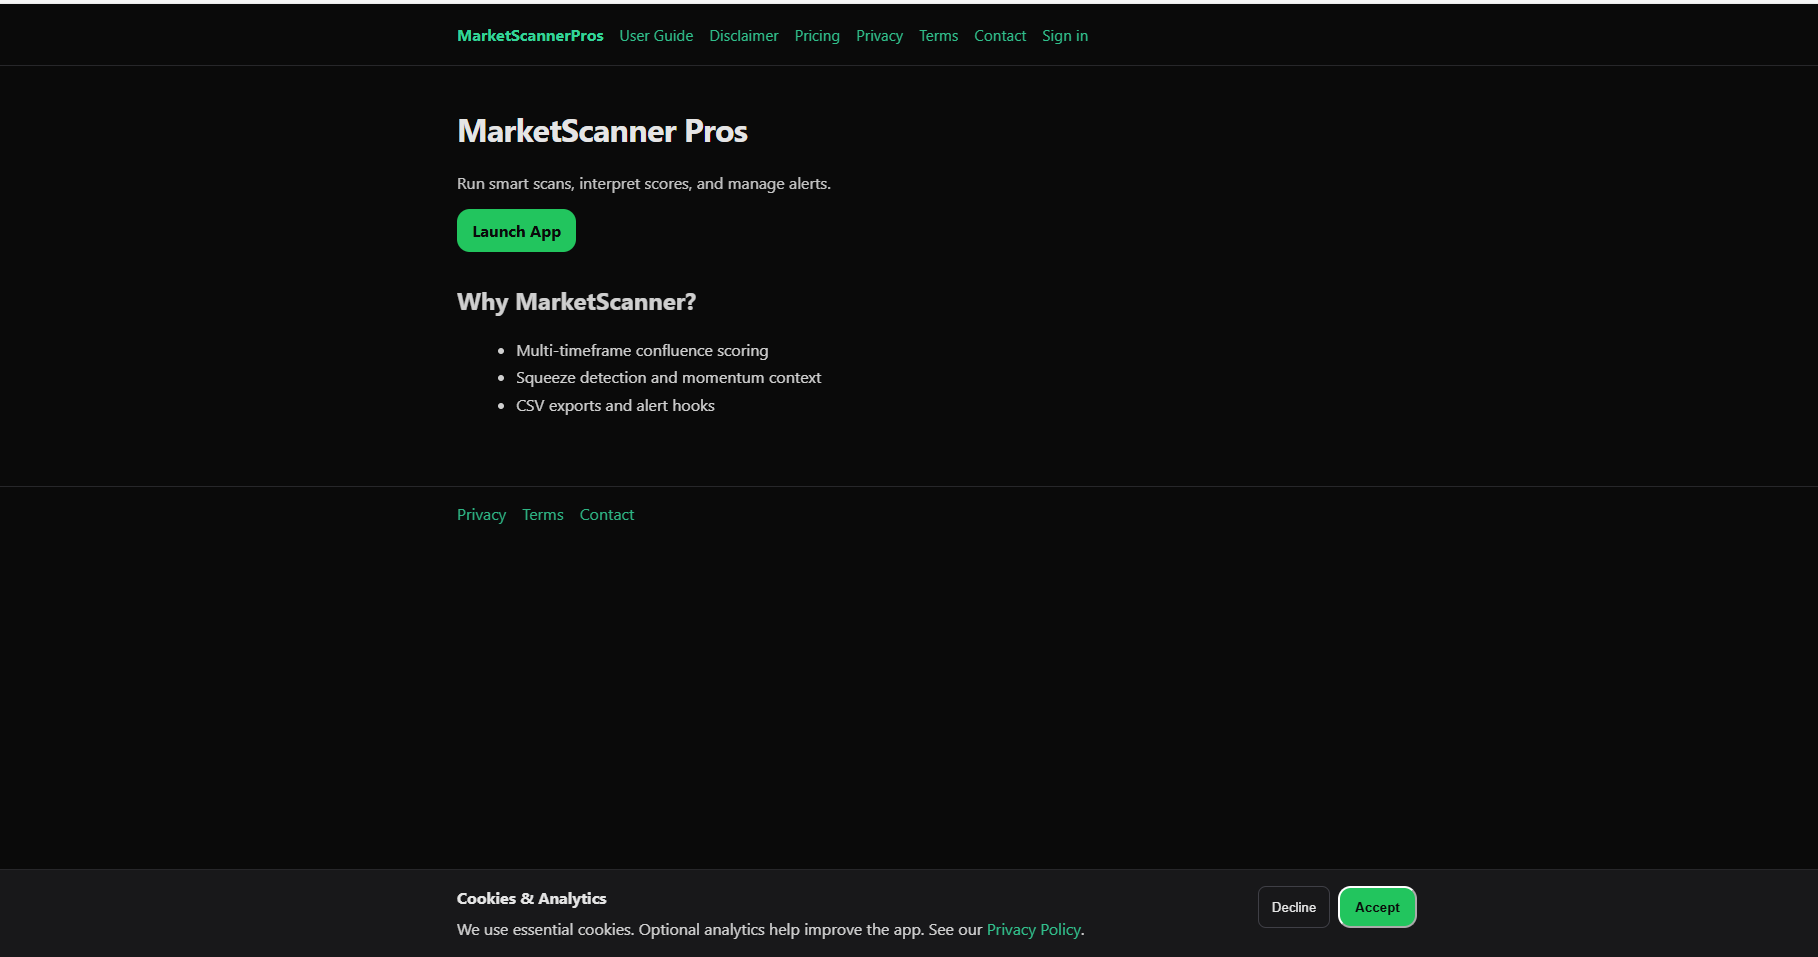 MarketScannerPros User Guide Disclaimer Pricing Privacy Terms Contact Sign in
MarketScanner Pros
Run smart scans, interpret scores, and manage alerts.
Launch App
Why MarketScanner?
• Multi-timeframe confluence scoring
• Squeeze detection and momentum context
• CSV exports and alert hooks
Privacy Terms Contact
Cookies & Analytics
We use essential cookies. Optional analytics help improve the app. See our Privacy Policy.
Decline Accept